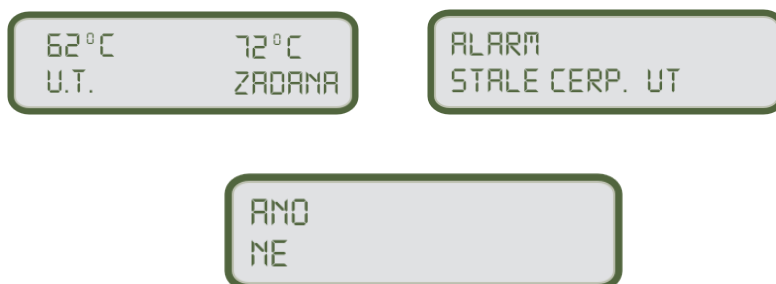 62°C 72°C
U.T. ZADANA
ALARM
STALE CERP. UT
ANO
NE